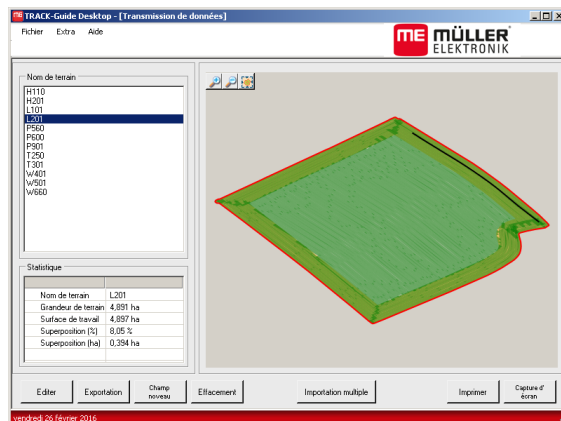 TRACK-Guide Desktop - [Transmission de données]
Fichier Extra Aide
ME MÜLLER
ELEKTRONIK
Nom de terrain
H110
H201
L101
L201
P560
P600
P901
T250
T301
W401
W501
W660
Statistique
Nom de terrain L201
Grandeur de terrain 4,891 ha
Surface de travail 4,897 ha
Superposition (%) 8,05 %
Superposition (ha) 0,394 ha
Editer Exportation Champ noveau Effacement Importation multiple Imprimer Capture d' écran
vendredi 26 février 2016